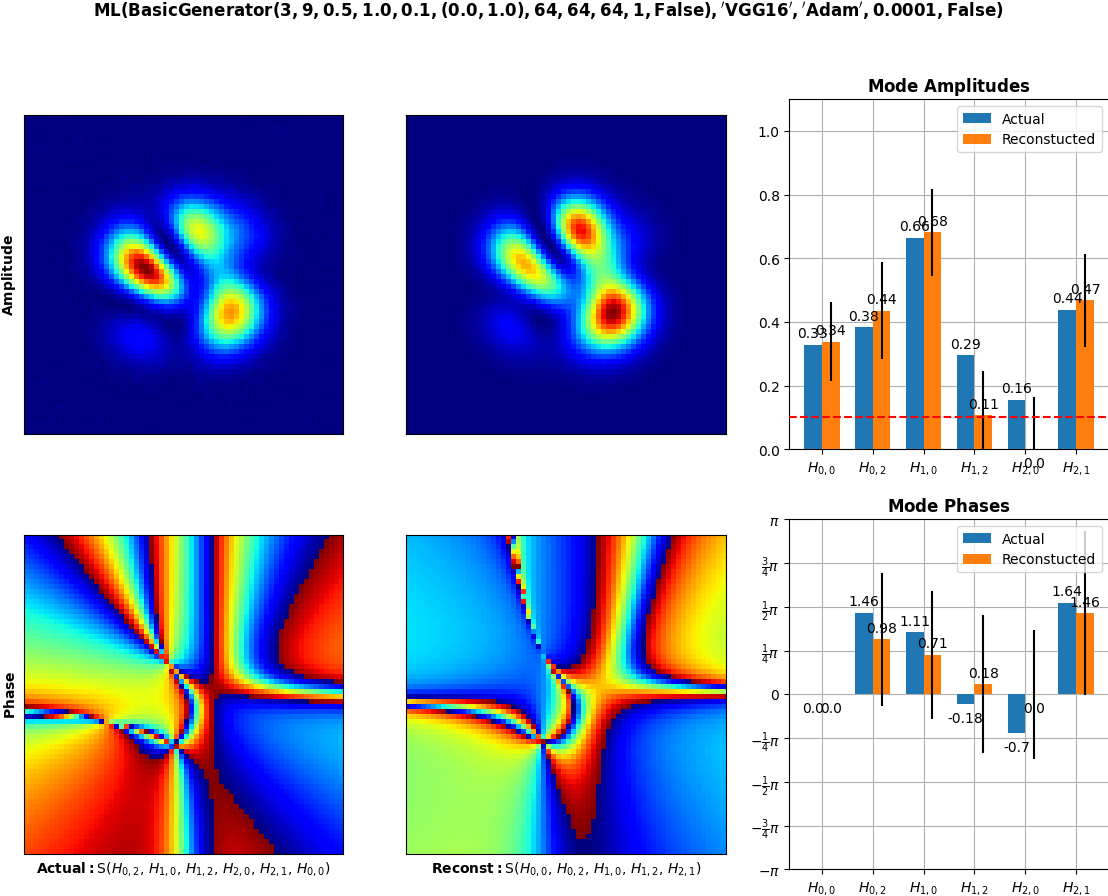 ML(BasicGenerator(3, 9, 0.5, 1.0, 0.1, (0.0, 1.0), 64, 64, 64, 1, False), ′VGG16′, ′Adam′, 0.0001, False)
Amplitude
Mode Amplitudes
Actual
Reconstucted
1.0
0.8
0.6
0.4
0.2
0.0
0.33
0.34
0.38
0.44
0.66
0.68
0.29
0.11
0.16
0.0
0.44
0.47
H0, 0
H0, 2
H1, 0
H1, 2
H2, 0
H2, 1
Phase
Mode Phases
Actual
Reconstucted
π
3/4π
1/2π
1/4π
0
−1/4π
−1/2π
−3/4π
−π
0.0
0.0
1.46
0.98
1.11
0.71
-0.18
0.18
-0.7
0.0
1.64
1.46
H0, 0
H0, 2
H1, 0
H1, 2
H2, 0
H2, 1
Actual: S(H0, 2, H1, 0, H1, 2, H2, 0, H2, 1, H0, 0)
Reconst: S(H0, 0, H0, 2, H1, 0, H1, 2, H2, 1)